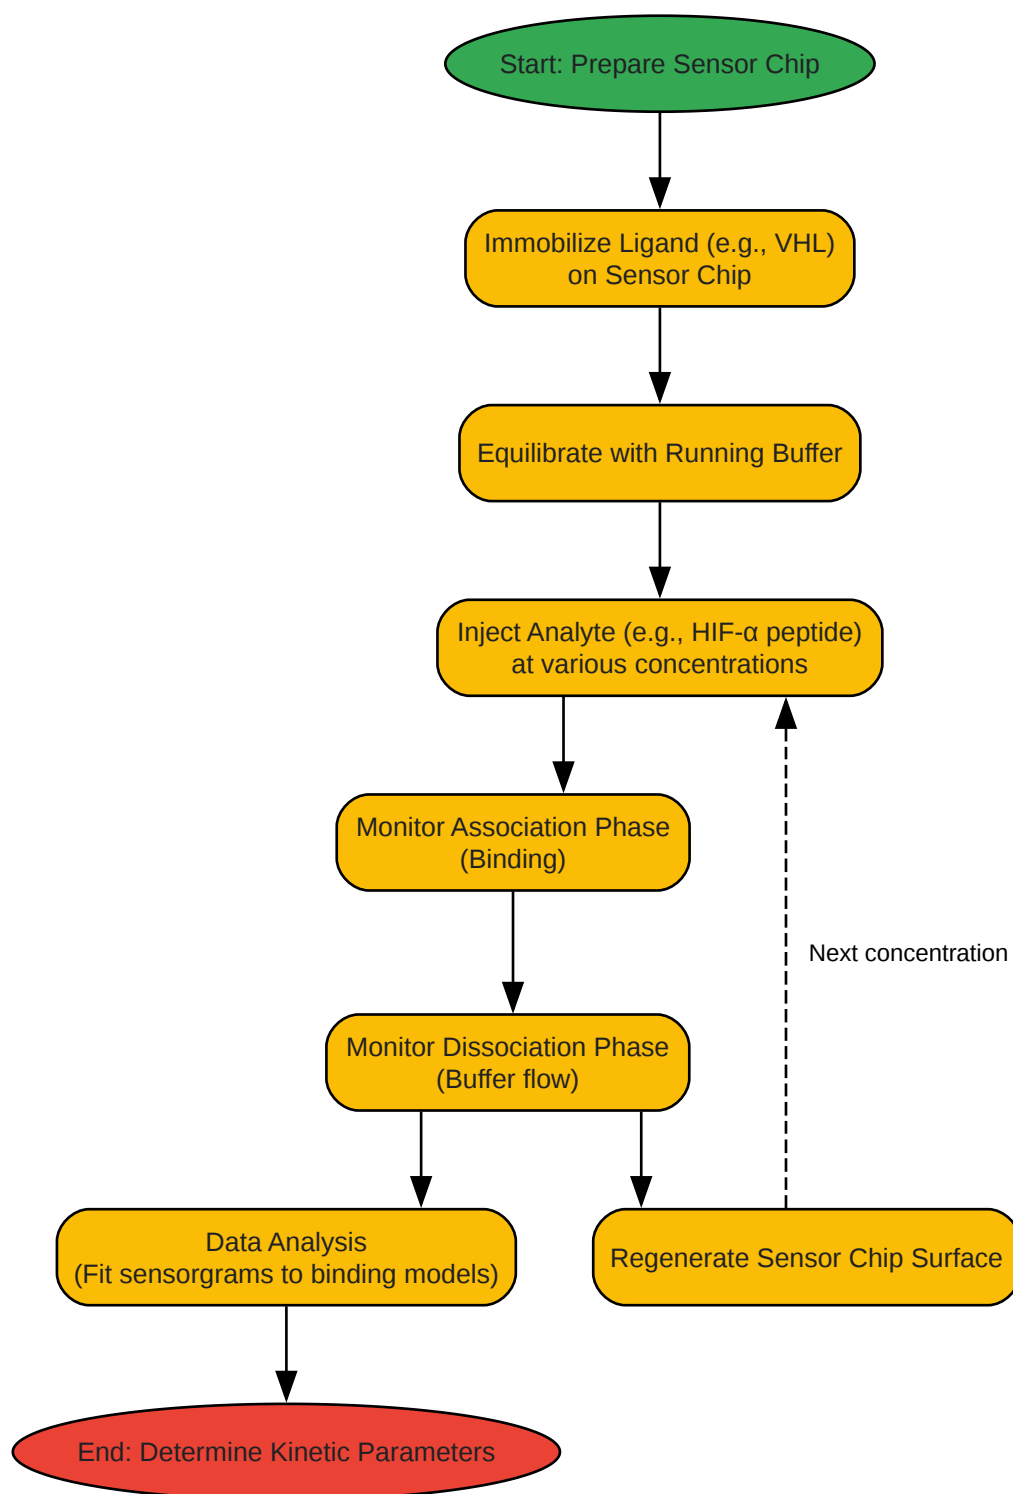 Start: Prepare Sensor Chip
Immobilize Ligand (e.g., VHL)
on Sensor Chip
Equilibrate with Running Buffer
Inject Analyte (e.g., HIF-α peptide)
at various concentrations
Monitor Association Phase
(Binding)
Next concentration
Monitor Dissociation Phase
(Buffer flow)
Data Analysis
(Fit sensorgrams to binding models)
Regenerate Sensor Chip Surface
End: Determine Kinetic Parameters